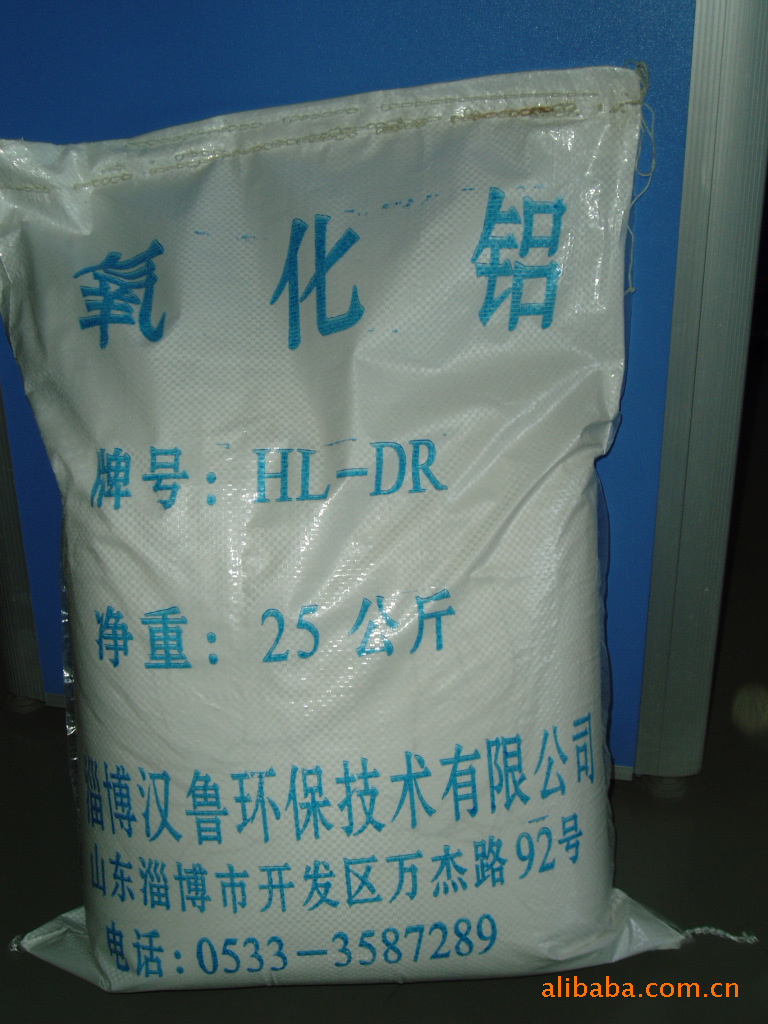 氧化铝
牌号：HL-DR
净重：25公斤
淄博汉鲁环保技术有限公司
山东淄博市开发区万杰路92号
电话：0533-3587289
alibaba.com.cn